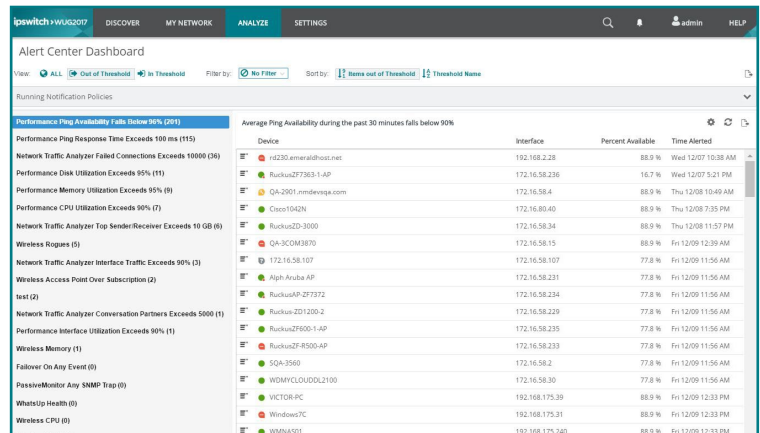 ipswitch > WUG2017 DISCOVER MY NETWORK ANALYZE SETTINGS admin HELP
Alert Center Dashboard
View: ALL Out of Threshold In Threshold Filter by: No Filter Sort by: Items out of Threshold Threshold Name
Running Notification Policies
Performance Ping Availability Falls Below 96% (201)
Performance Ping Response Time Exceeds 100 ms (115)
Network Traffic Analyzer Failed Connections Exceeds 10000 (36)
Performance Disk Utilization Exceeds 95% (11)
Performance Memory Utilization Exceeds 95% (9)
Performance CPU Utilization Exceeds 90% (7)
Network Traffic Analyzer Top Sender/Receiver Exceeds 10 GB (6)
Wireless Rogues (5)
Network Traffic Analyzer Interface Traffic Exceeds 90% (3)
Wireless Access Point Over Subscription (2)
test (2)
Network Traffic Analyzer Conversation Partners Exceeds 5000 (1)
Performance Interface Utilization Exceeds 90% (1)
Wireless Memory (1)
Failover On Any Event (0)
PassiveMonitor Any SNMP Trap (0)
WhatsUp Health (0)
Wireless CPU (0)
Average Ping Availability during the past 30 minutes falls below 90%
Device Interface Percent Available Time Alerted
rd230.emeraldhost.net 192.168.2.28 88.9 % Wed 12/07 10:38 AM
RuckusZF7363-1-AP 172.16.58.236 16.7 % Wed 12/07 5:21 PM
QA-2901.nmdevsqa.com 172.16.58.4 88.9 % Thu 12/08 10:49 AM
Cisco1042N 172.16.80.40 88.9 % Thu 12/08 7:35 PM
RuckusZD-3000 172.16.58.34 88.9 % Thu 12/08 11:57 PM
QA-3COM3870 172.16.58.15 88.9 % Fri 12/09 12:39 AM
172.16.58.107 172.16.58.107 77.8 % Fri 12/09 11:56 AM
Alph Aruba AP 172.16.58.231 77.8 % Fri 12/09 11:56 AM
RuckusAP-ZF7372 172.16.58.234 77.8 % Fri 12/09 11:56 AM
Ruckus-ZD1200-2 172.16.58.229 77.8 % Fri 12/09 11:56 AM
RuckusZF600-1-AP 172.16.58.235 77.8 % Fri 12/09 11:56 AM
RuckusZF-R500-AP 172.16.58.233 77.8 % Fri 12/09 11:56 AM
SQA-3560 172.16.58.2 77.8 % Fri 12/09 11:56 AM
WDMYCLOUDDL2100 172.16.58.30 77.8 % Fri 12/09 11:56 AM
VICTOR-PC 192.168.175.39 88.9 % Fri 12/09 12:33 PM
Windows7C 192.168.175.31 88.9 % Fri 12/09 12:33 PM
WMNAS01 192.168.175.240 88.9 % Fri 12/09 12:33 PM